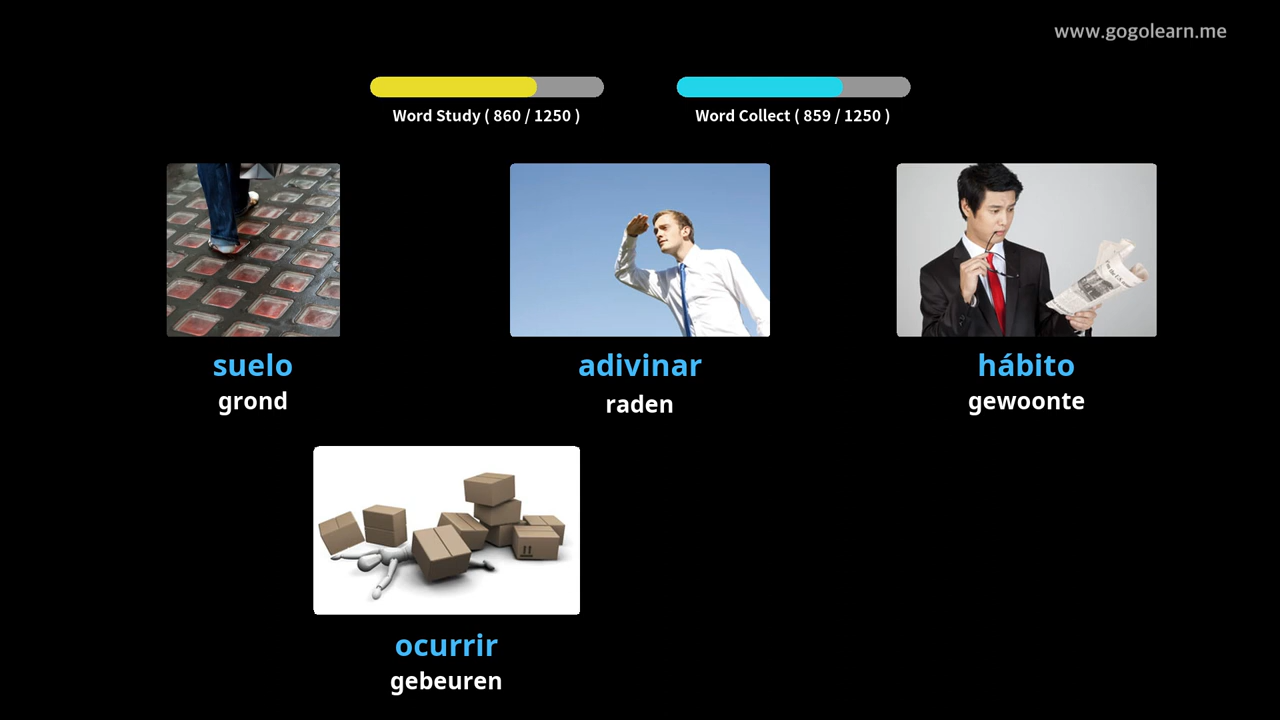 www.gogolearn.me
Word Study ( 860 / 1250 )
Word Collect ( 859 / 1250 )
suelo
grond
adivinar
raden
hábito
gewoonte
ocurrir
gebeuren